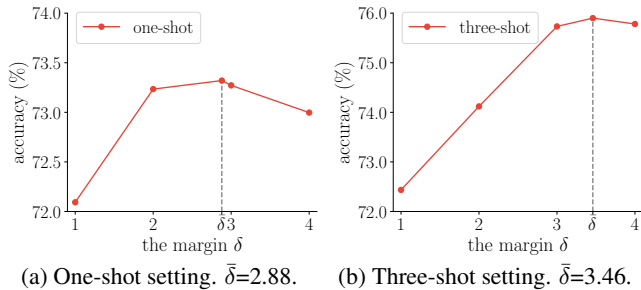 74.0
73.5
73.0
72.5
72.0
accuracy (%)
one-shot
1 2 δ̄ 3 4
the margin δ
(a) One-shot setting. δ̄=2.88.
76.0
75.0
74.0
73.0
72.0
accuracy (%)
three-shot
1 2 3 δ̄ 4
the margin δ
(b) Three-shot setting. δ̄=3.46.